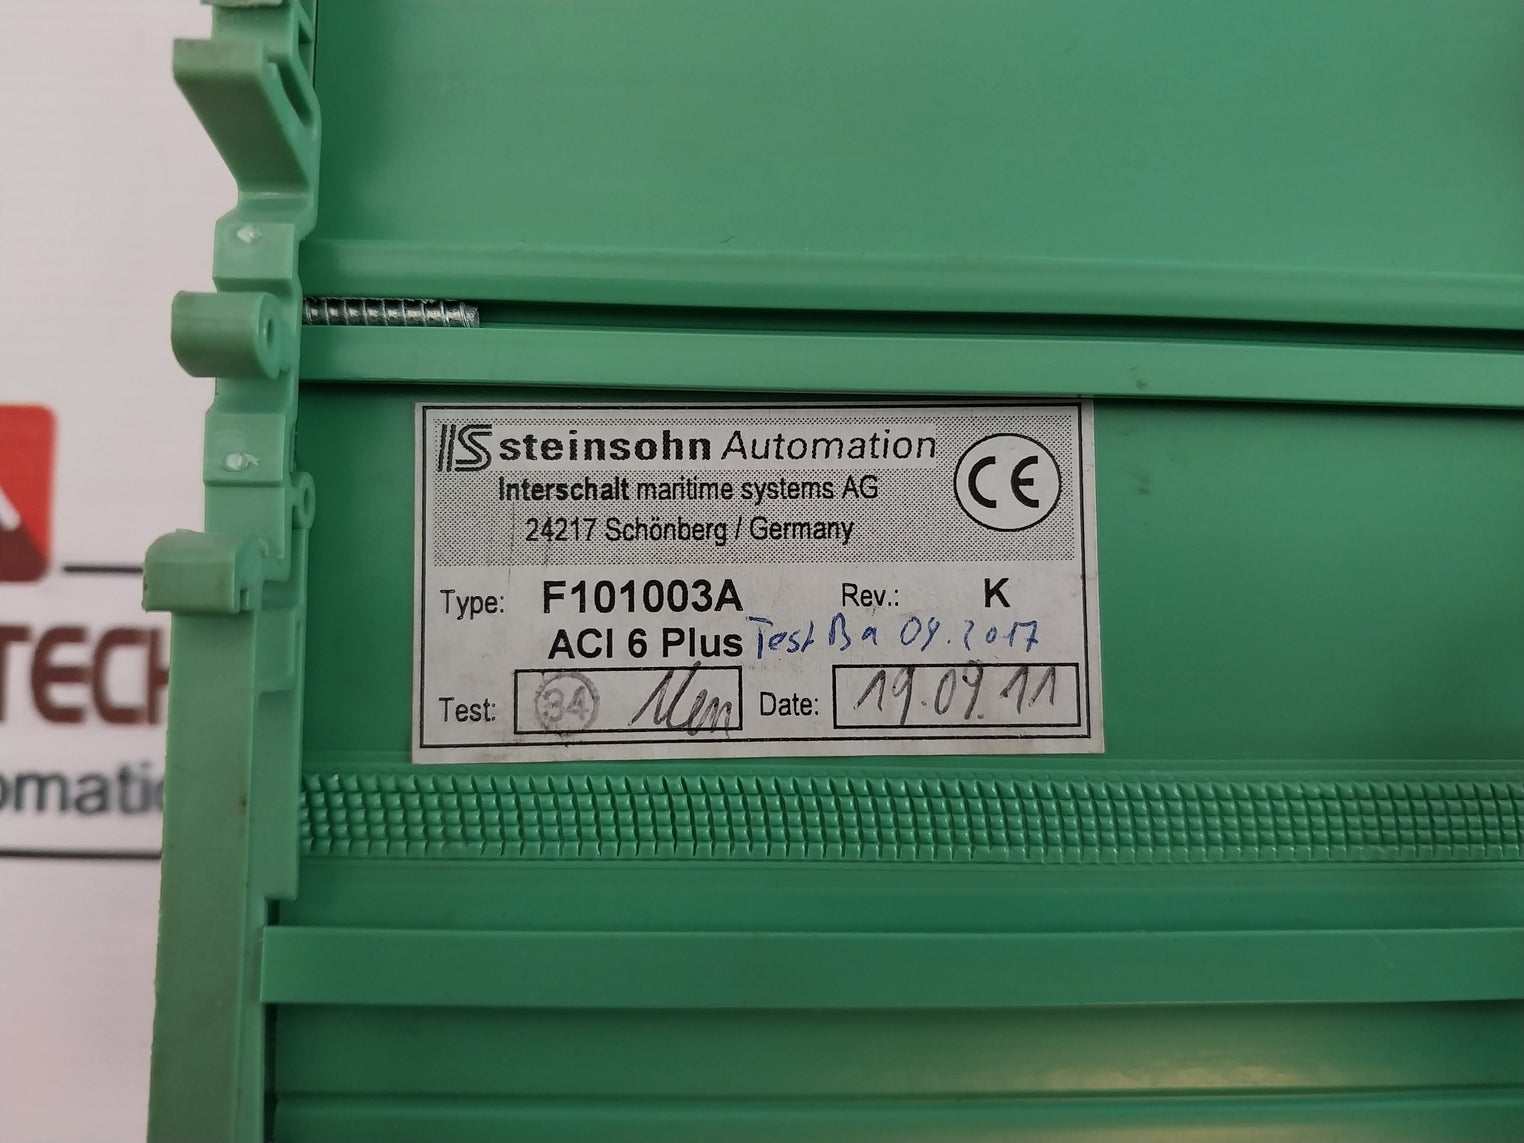 steinsohn Automation
Interschalt maritime systems AG
24217 Schönberg / Germany
CE
Type: F101003A Rev.: K
ACI 6 Plus Test Ba 09.2017
Test: 34 Date: 19.09.11
TECH
omatic